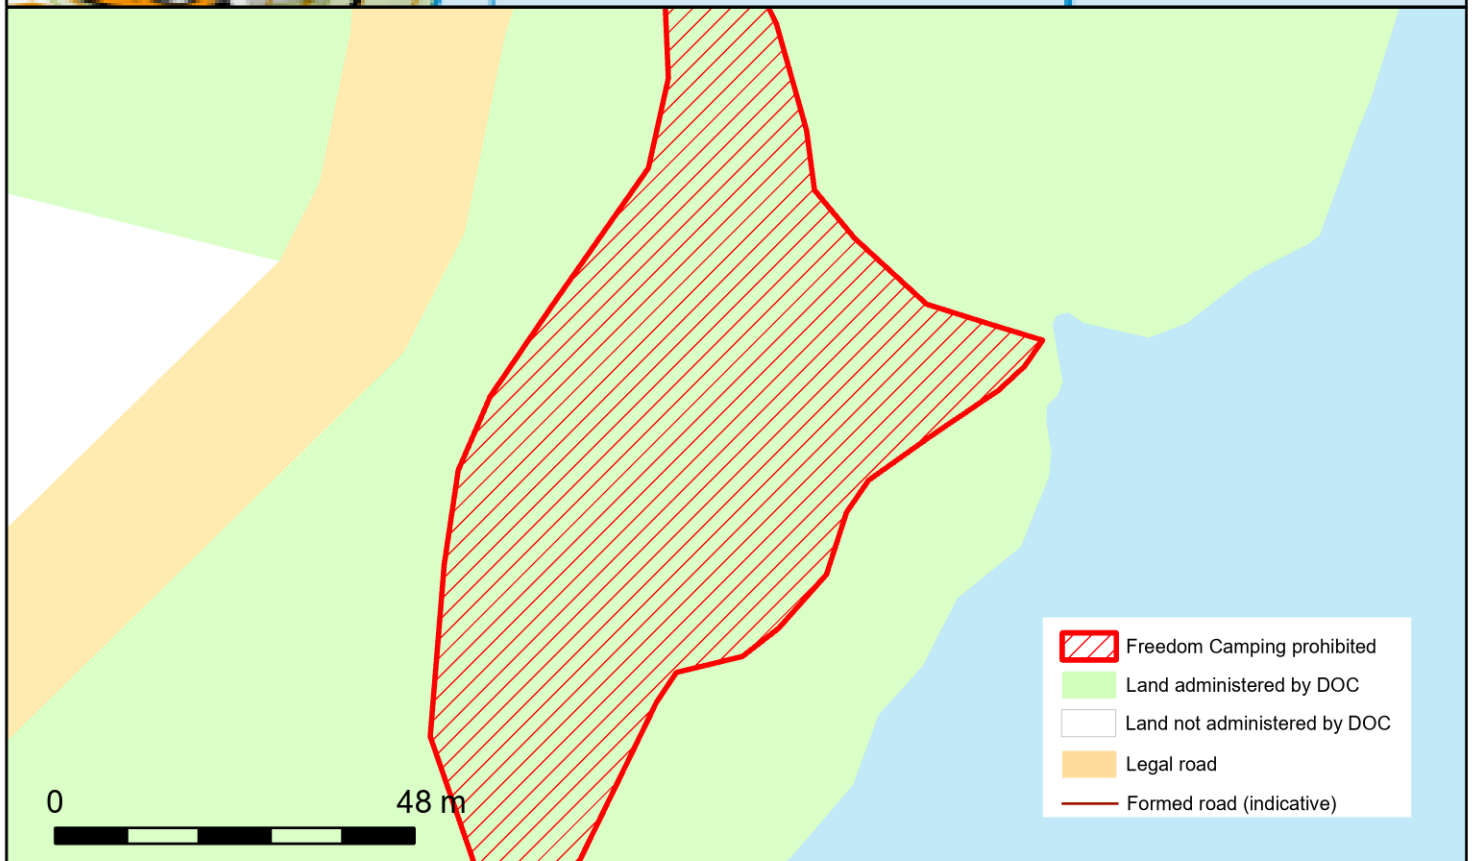 Freedom Camping prohibited
Land administered by DOC
Land not administered by DOC
Legal road
Formed road (indicative)
0 48 m